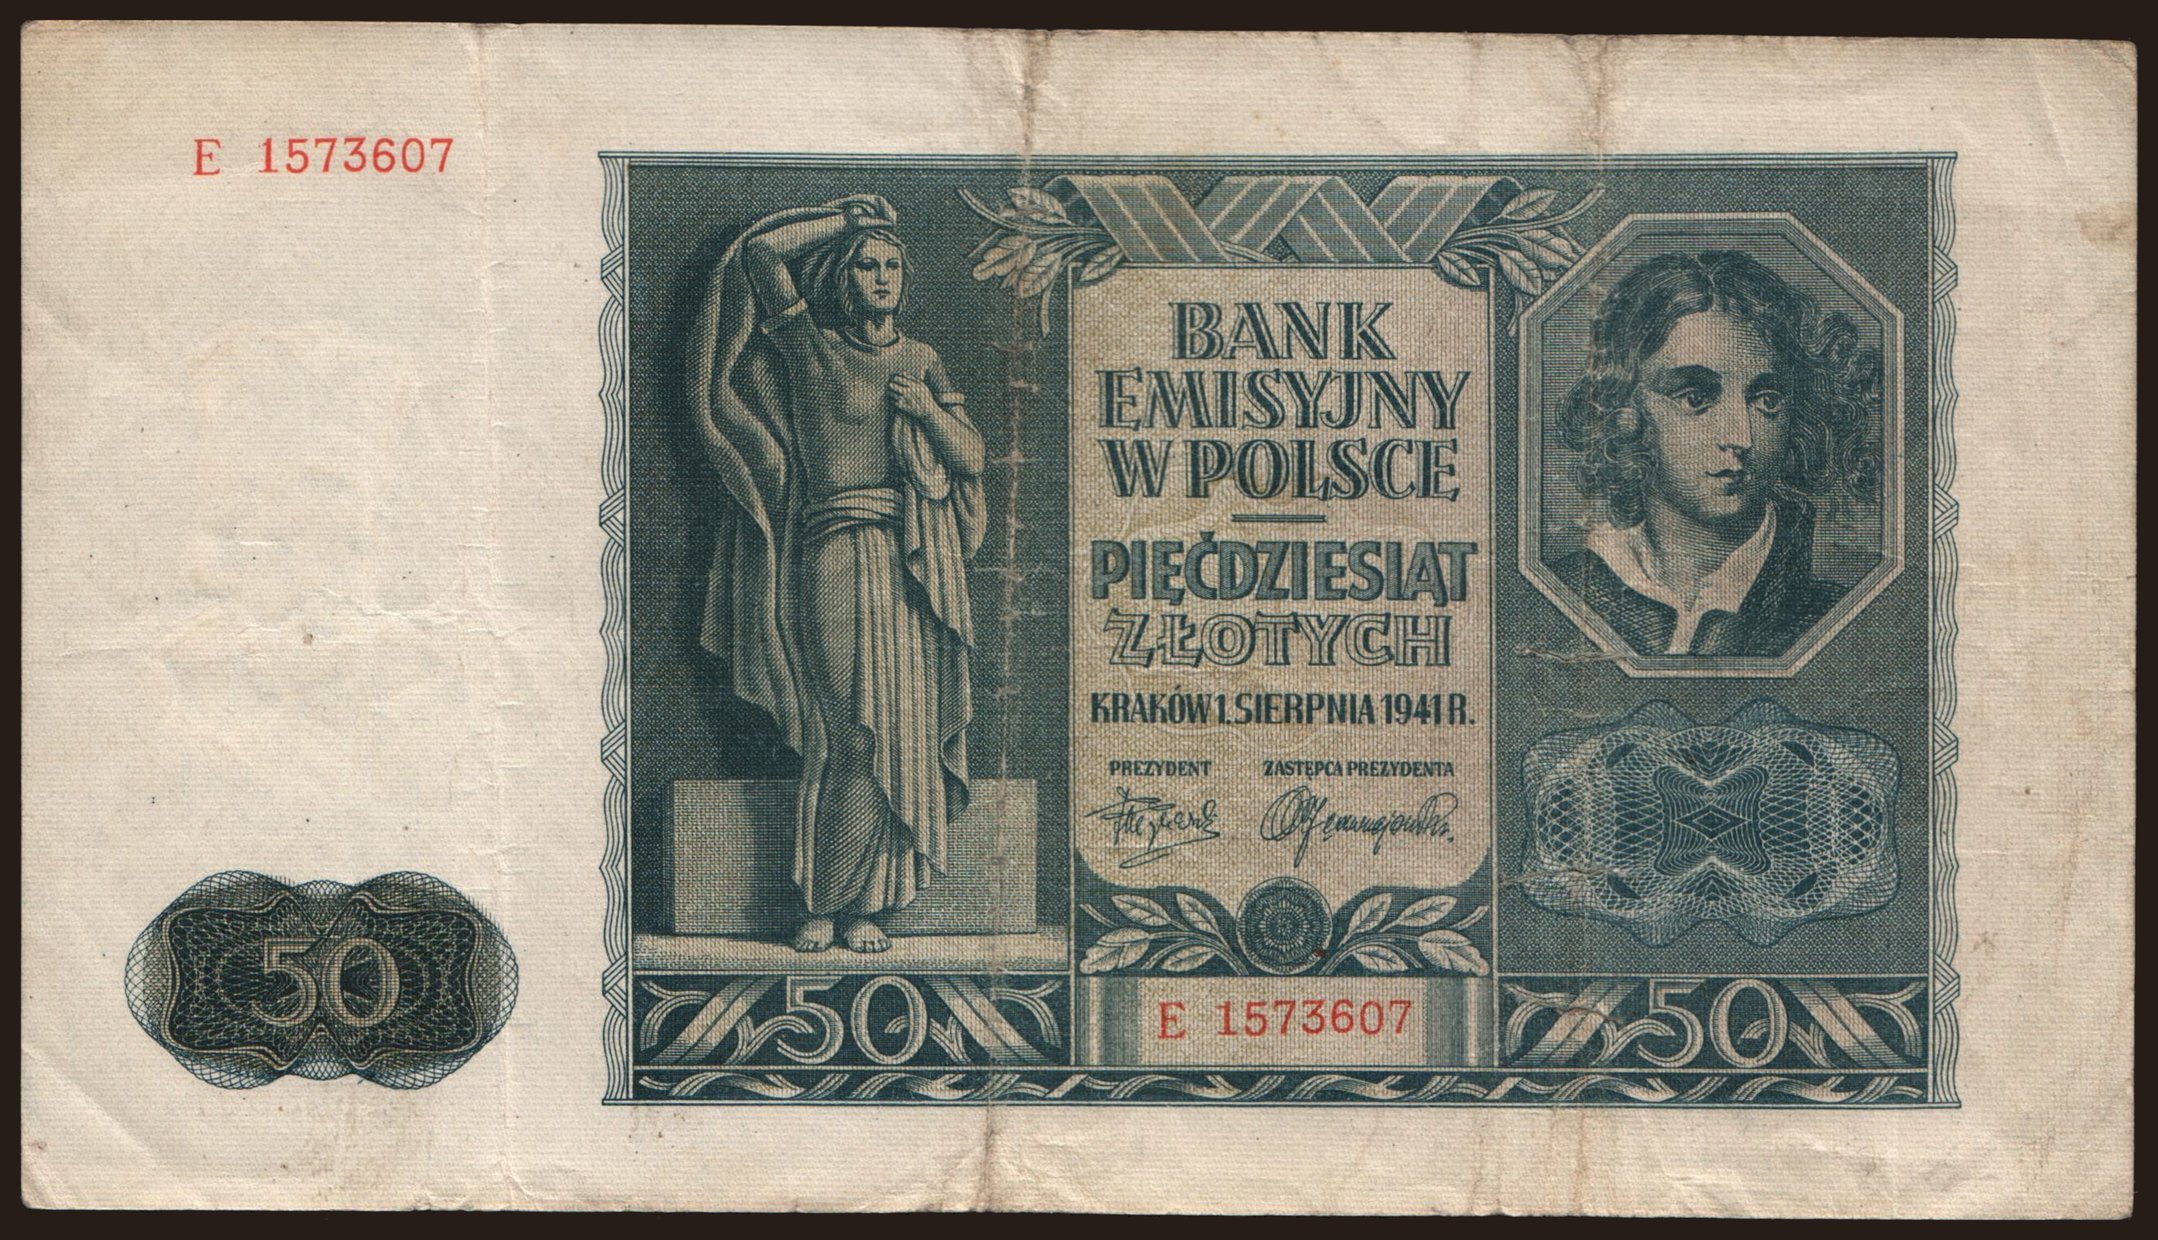 E 1573607
BANK
EMISYJNY
W POLSCE
PIĘĆDZIESIĄT
ZŁOTYCH
KRAKÓW 1. SIERPNIA 1941 R.
PREZYDENT ZASTĘPCA PREZYDENTA
50
50 E 1573607 50